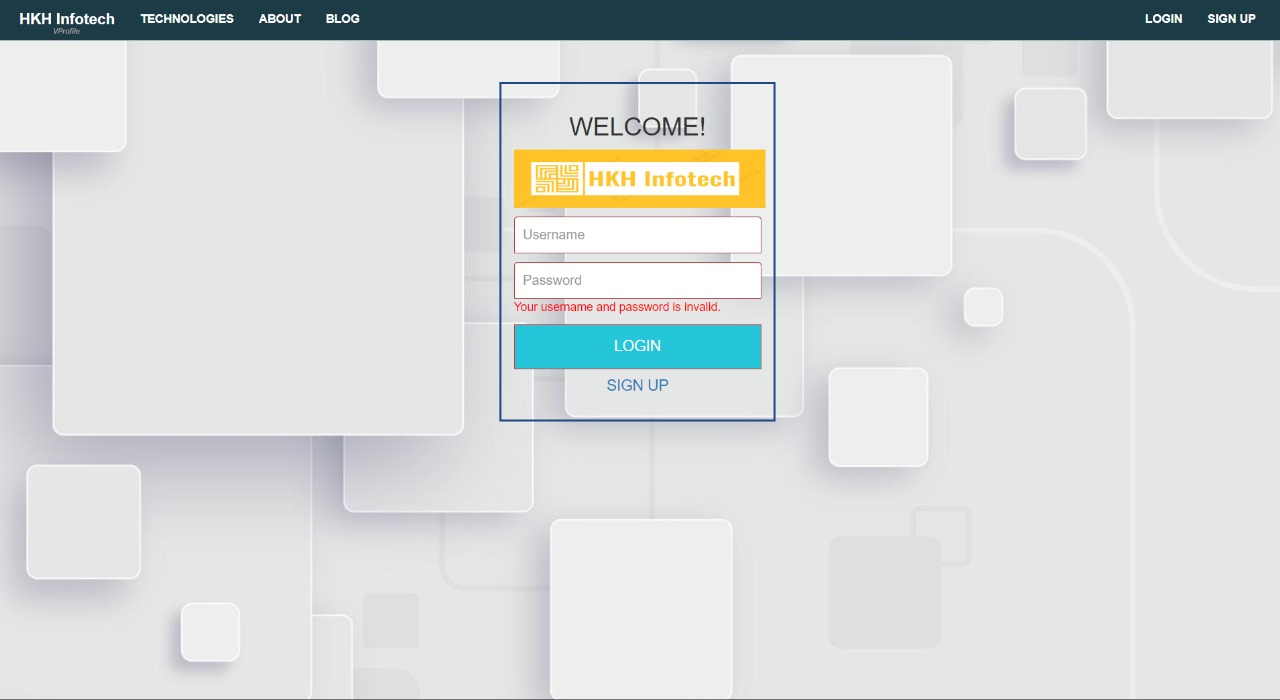 HKH Infotech
VProfile
TECHNOLOGIES
ABOUT
BLOG
LOGIN
SIGN UP
WELCOME!
HKH Infotech
Username
Password
Your username and password is invalid.
LOGIN
SIGN UP